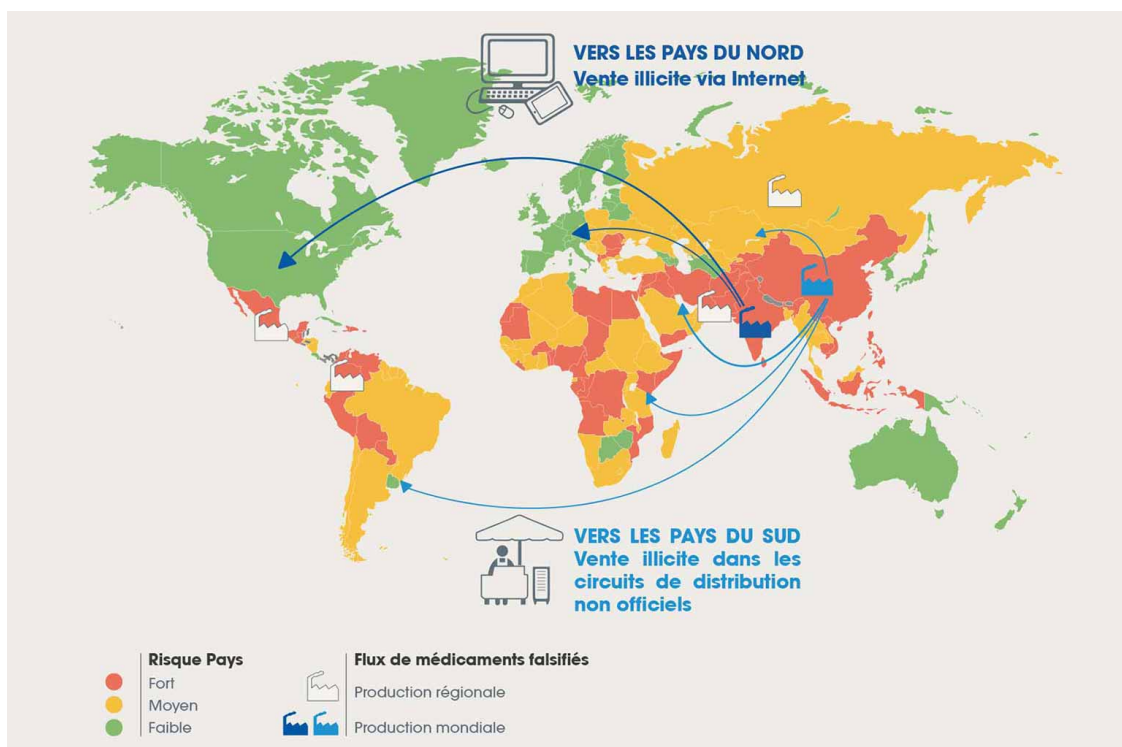 VERS LES PAYS DU NORD
Vente illicite via Internet
VERS LES PAYS DU SUD
Vente illicite dans les
circuits de distribution
non officiels
Risque Pays
Fort
Moyen
Faible
Flux de médicaments falsifiés
Production régionale
Production mondiale